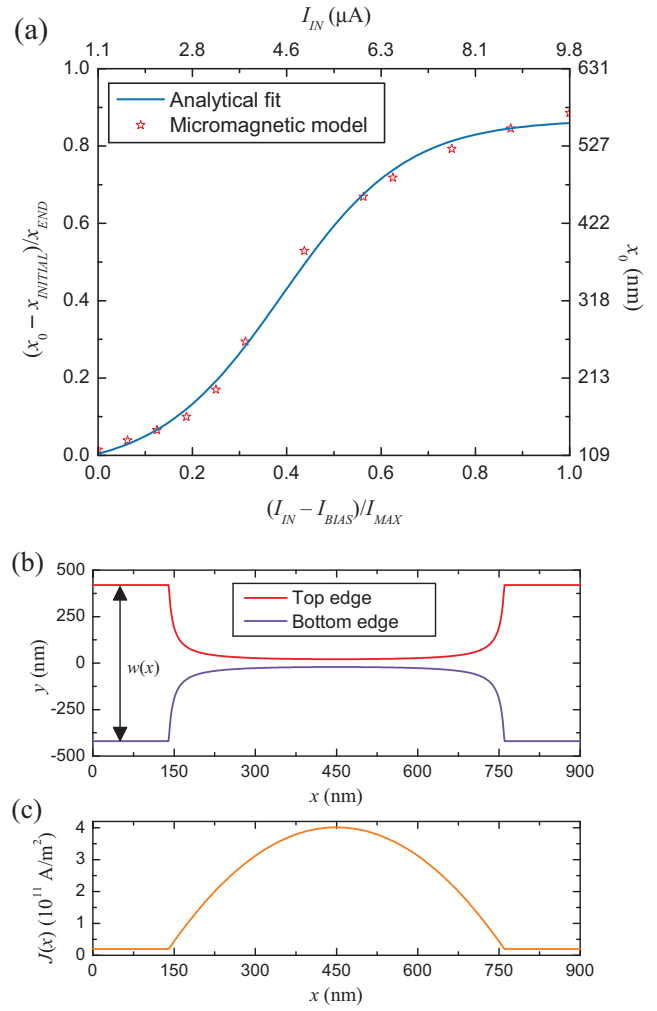 (a)
I_IN (μA)
1.1 2.8 4.6 6.3 8.1 9.8
Analytical fit
Micromagnetic model
(x_0 – x_INITIAL)/x_END
1.0
0.8
0.6
0.4
0.2
0.0
631
527
422
318
213
109
x_0 (nm)
0.0 0.2 0.4 0.6 0.8 1.0
(I_IN – I_BIAS)/I_MAX
(b)
y (nm)
500
250
0
-250
-500
Top edge
Bottom edge
w(x)
0 150 300 450 600 750 900
x (nm)
(c)
J(x) (10^11 A/m^2)
4
2
0
0 150 300 450 600 750 900
x (nm)